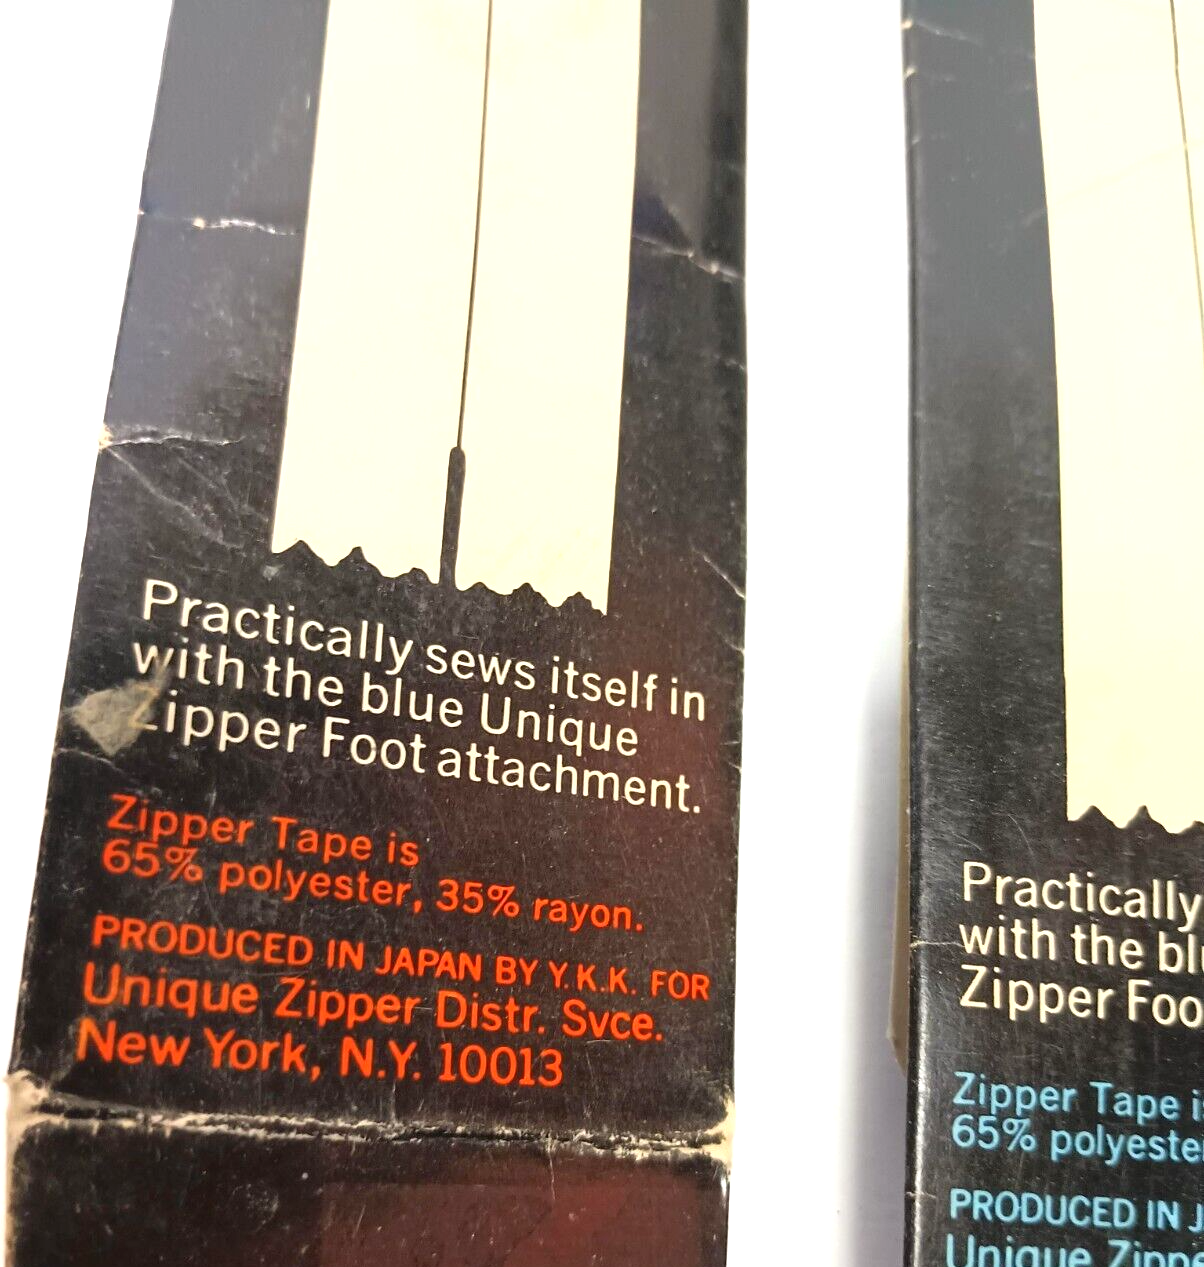 Practically sews itself in
with the blue Unique
Zipper Foot attachment.
Zipper Tape is
65% polyester, 35% rayon.
PRODUCED IN JAPAN BY Y.K.K. FOR
Unique Zipper Distr. Svce.
New York, N.Y. 10013
Practically
with the
Zipper
Zipper Tape
65%
PRODUCED IN
Unique